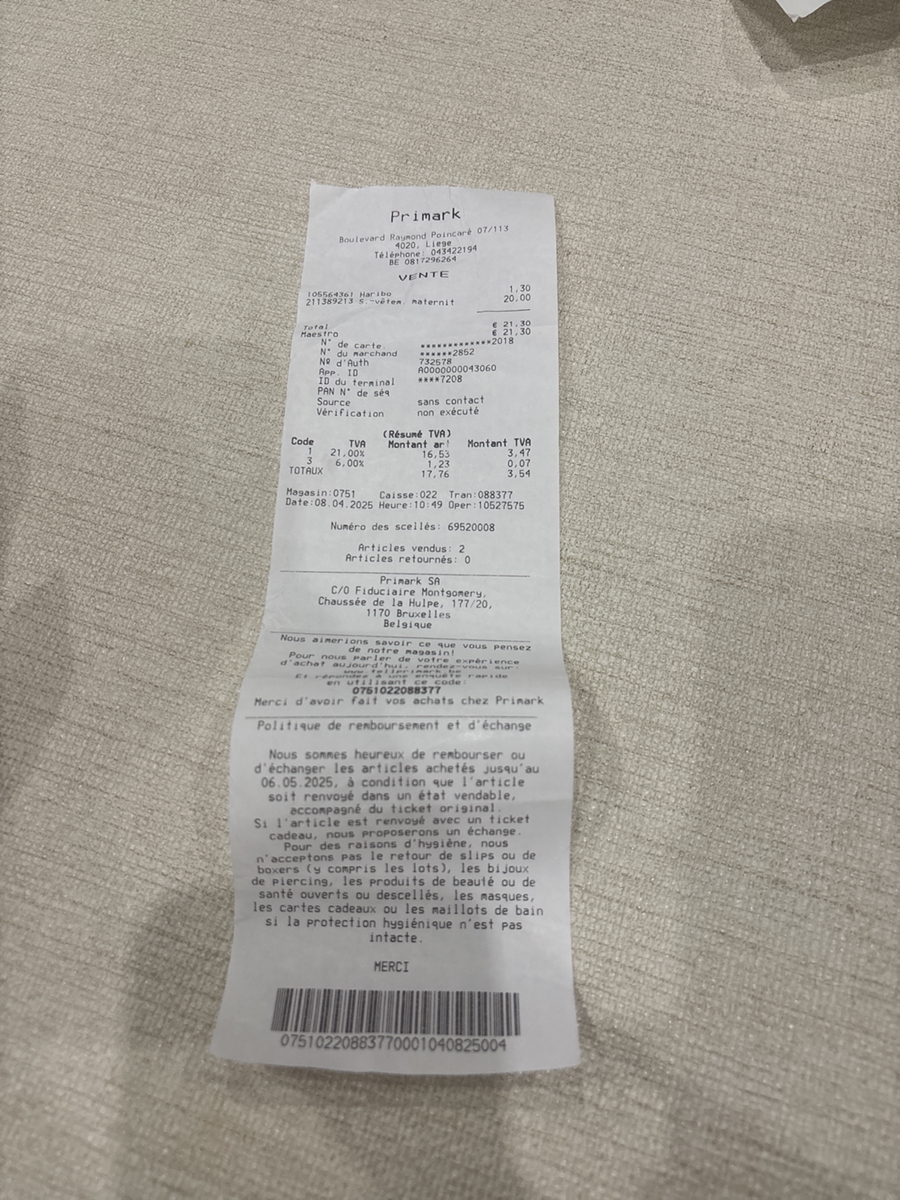 Primark
Boulevard Raymond Poincaré 07/113
4020, Liege
Téléphone: 043422194
BE 0817296264
VENTE
105564361 Haribo 1,30
211389213 S.-vêtem. maternit 20,00
Total € 21,30
Maestro € 21,30
N° de carte. ************2018
N° du marchand ******2852
Nº d'Auth 732578
App. ID A0000000043060
ID du terminal ****7208
PAN N° de séq
Source sans contact
Vérification non exécuté
(Résumé TVA)
Code TVA Montant ar! Montant TVA
1 21,00% 16,53 3,47
3 6,00% 1,23 0,07
TOTAUX 17,76 3,54
Magasin:0751 Caisse:022 Tran:088377
Date:08.04.2025 Heure:10:49 Oper:10527575
Numéro des scellés: 69520008
Articles vendus: 2
Articles retournés: 0
Primark SA
C/O Fiduciaire Montgomery,
Chaussée de la Hulpe, 177/20,
1170 Bruxelles
Belgique
Nous aimerions savoir ce que vous pensez
de notre magasin!
Pour nous parler de votre expérience
d'achat aujourd'hui, rendez-vous sur:
www.tellprimark.be
Et répondez à une enquête rapide
en utilisant ce code:
0751022088377
Merci d'avoir fait vos achats chez Primark
Politique de remboursement et d'échange
Nous sommes heureux de rembourser ou
d'échanger les articles achetés jusqu'au
06.05.2025, à condition que l'article
soit renvoyé dans un état vendable,
accompagné du ticket original.
Si l'article est renvoyé avec un ticket
cadeau, nous proposerons un échange.
Pour des raisons d'hygiène, nous
n'acceptons pas le retour de slips ou de
boxers (y compris les lots), les bijoux
de piercing, les produits de beauté ou de
santé ouverts ou descellés, les masques,
les cartes cadeaux ou les maillots de bain
si la protection hygiénique n'est pas
intacte.
MERCI
07510220883770001040825004